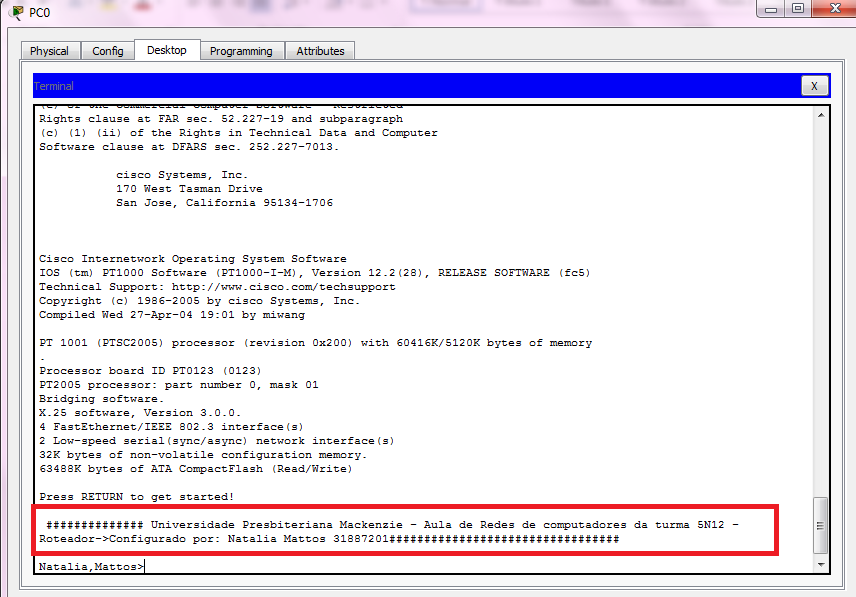 PC0
Physical Config Desktop Programming Attributes
Terminal
X
(c) of the Commercial Computer Software - Restricted
Rights clause at FAR sec. 52.227-19 and subparagraph
(c) (1) (ii) of the Rights in Technical Data and Computer
Software clause at DFARS sec. 252.227-7013.
cisco Systems, Inc.
170 West Tasman Drive
San Jose, California 95134-1706
Cisco Internetwork Operating System Software
IOS (tm) PT1000 Software (PT1000-I-M), Version 12.2(28), RELEASE SOFTWARE (fc5)
Technical Support: http://www.cisco.com/techsupport
Copyright (c) 1986-2005 by cisco Systems, Inc.
Compiled Wed 27-Apr-04 19:01 by miwang
PT 1001 (PTSC2005) processor (revision 0x200) with 60416K/5120K bytes of memory
.
Processor board ID PT0123 (0123)
PT2005 processor: part number 0, mask 01
Bridging software.
X.25 software, Version 3.0.0.
4 FastEthernet/IEEE 802.3 interface(s)
2 Low-speed serial(sync/async) network interface(s)
32K bytes of non-volatile configuration memory.
63488K bytes of ATA CompactFlash (Read/Write)
Press RETURN to get started!
############## Universidade Presbiteriana Mackenzie - Aula de Redes de computadores da turma 5N12 -
Roteador->Configurado por: Natalia Mattos 31887201#################################
Natalia,Mattos>